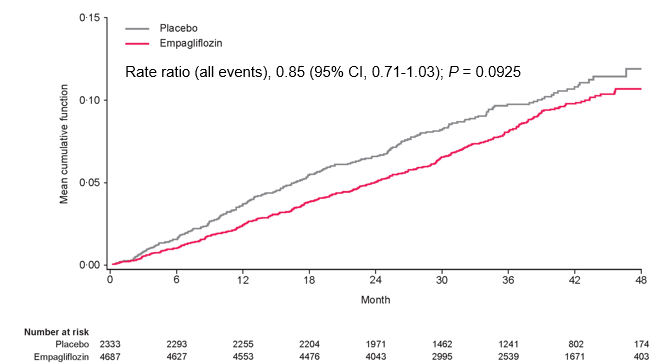 0·15
Placebo
Empagliflozin
Rate ratio (all events), 0.85 (95% CI, 0.71-1.03); P = 0.0925
0·10
Mean cumulative function
0·05
0·00
0 6 12 18 24 30 36 42 48
Month
Number at risk
Placebo 2333 2293 2255 2204 1971 1462 1241 802 174
Empagliflozin 4687 4627 4553 4476 4043 2995 2539 1671 403